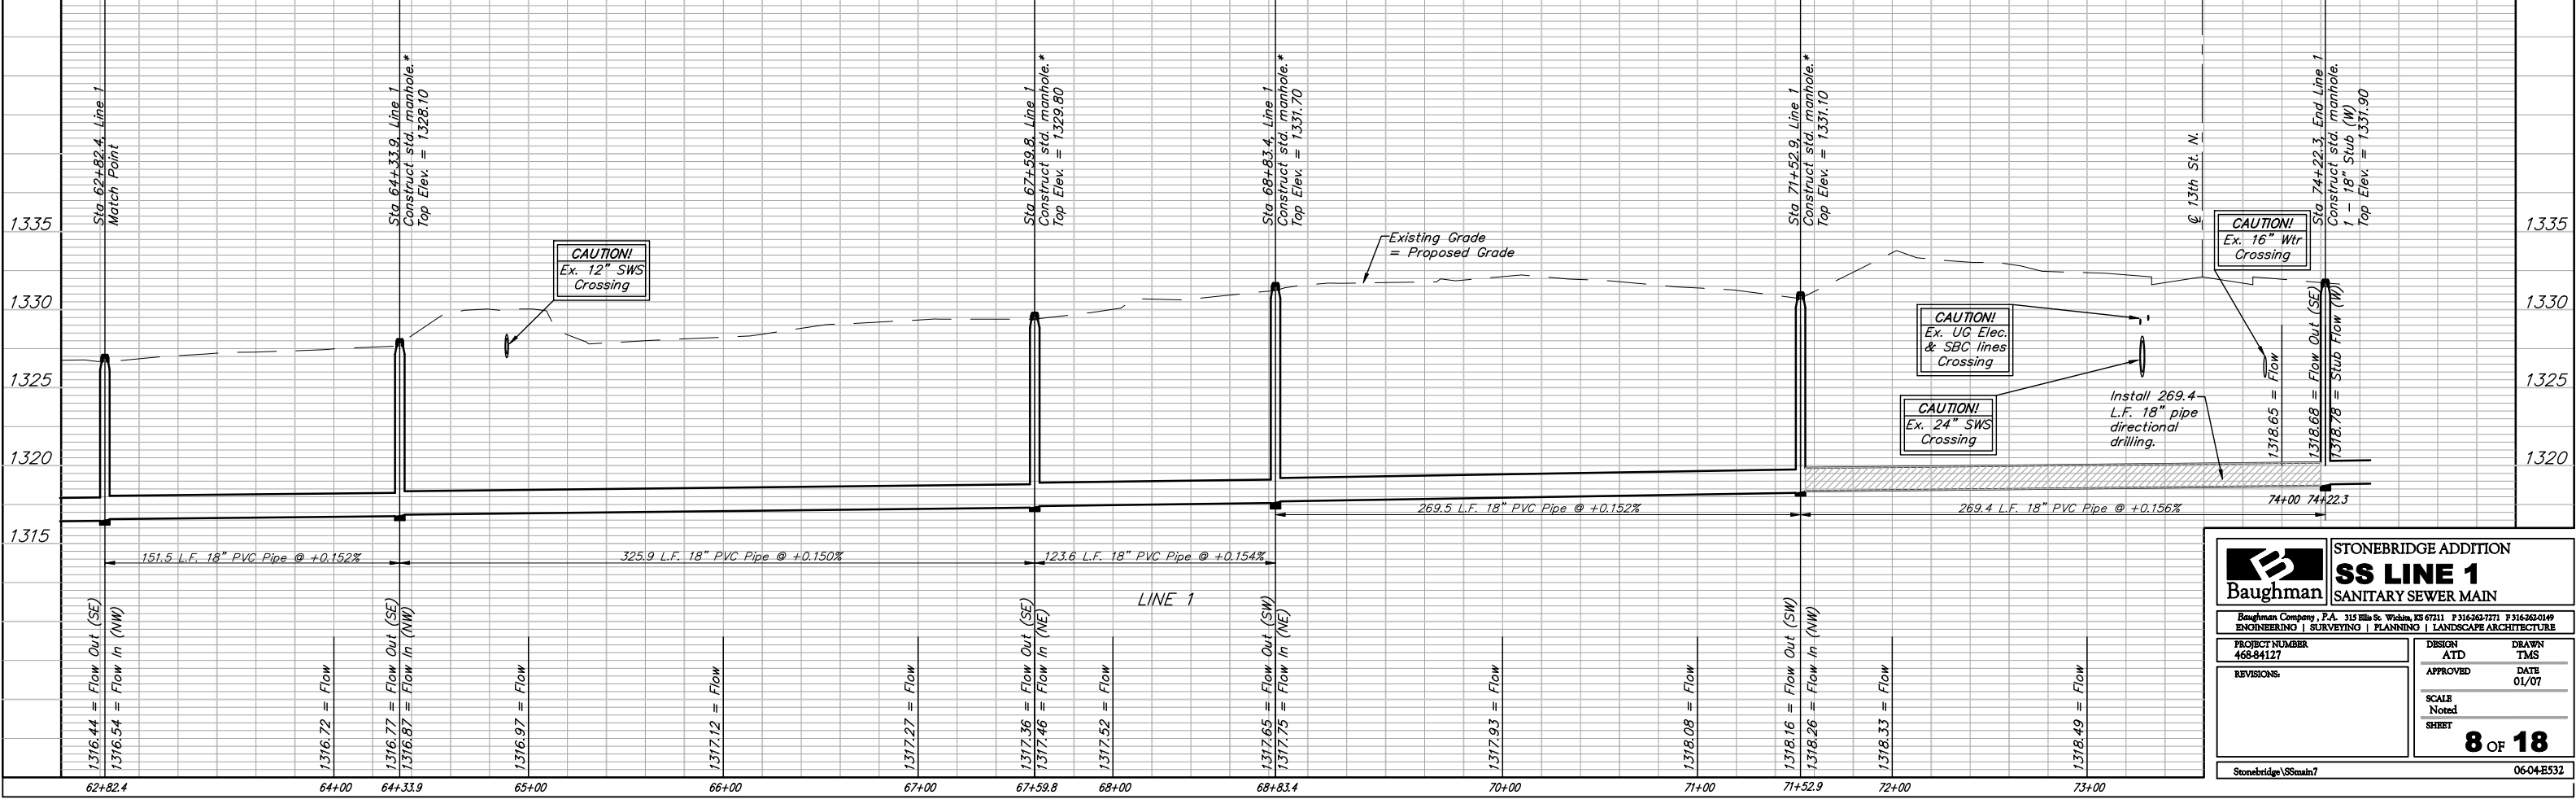 Sta 62+82.4, Line 1
Match Point
Sta 64+33.9, Line 1
Construct std. manhole.*
Top Elev. = 1328.10
Sta 67+59.8, Line 1
Construct std. manhole.*
Top Elev. = 1329.80
Sta 68+83.4, Line 1
Construct std. manhole.*
Top Elev. = 1331.70
Sta 71+52.9, Line 1
Construct std. manhole.*
Top Elev. = 1331.10
℄ 13th St. N.
Sta. 74+22.3, End Line 1
Construct std. manhole.
1 - 18" Stub (W)
Top Elev. = 1331.90
1335
1330
1325
1320
1315
1335
1330
1325
1320
CAUTION!
Ex. 12" SWS
Crossing
Existing Grade
= Proposed Grade
CAUTION!
Ex. 16" Wtr
Crossing
CAUTION!
Ex. UG Elec.
& SBC lines
Crossing
CAUTION!
Ex. 24" SWS
Crossing
Install 269.4
L.F. 18" pipe
directional
drilling.
1318.65 = Flow
1318.68 = Flow Out (SE)
1318.78 = Stub Flow (W)
74+00 74+22.3
151.5 L.F. 18" PVC Pipe @ +0.152%
325.9 L.F. 18" PVC Pipe @ +0.150%
123.6 L.F. 18" PVC Pipe @ +0.154%
269.5 L.F. 18" PVC Pipe @ +0.152%
269.4 L.F. 18" PVC Pipe @ +0.156%
LINE 1
1316.44 = Flow Out (SE)
1316.54 = Flow In (NW)
1316.72 = Flow
1316.77 = Flow Out (SE)
1316.87 = Flow In (NW)
1316.97 = Flow
1317.12 = Flow
1317.27 = Flow
1317.36 = Flow Out (SE)
1317.46 = Flow In (NE)
1317.52 = Flow
1317.65 = Flow Out (SW)
1317.75 = Flow In (NE)
1317.93 = Flow
1318.08 = Flow
1318.16 = Flow Out (SW)
1318.26 = Flow In (NW)
1318.33 = Flow
1318.49 = Flow
62+82.4 64+00 64+33.9 65+00 66+00 67+00 67+59.8 68+00 68+83.4 70+00 71+00 71+52.9 72+00 73+00
Baughman
STONEBRIDGE ADDITION
SS LINE 1
SANITARY SEWER MAIN
Baughman Company, P.A. 315 Ellis St. Wichita, KS 67211 P 316-262-7271 F 316-262-0149
ENGINEERING | SURVEYING | PLANNING | LANDSCAPE ARCHITECTURE
PROJECT NUMBER
468-84127
REVISIONS:
DESIGN
ATD
DRAWN
TMS
APPROVED
DATE
01/07
SCALE
Noted
SHEET
8 OF 18
Stonebridge\SSmain7
06-04-E532